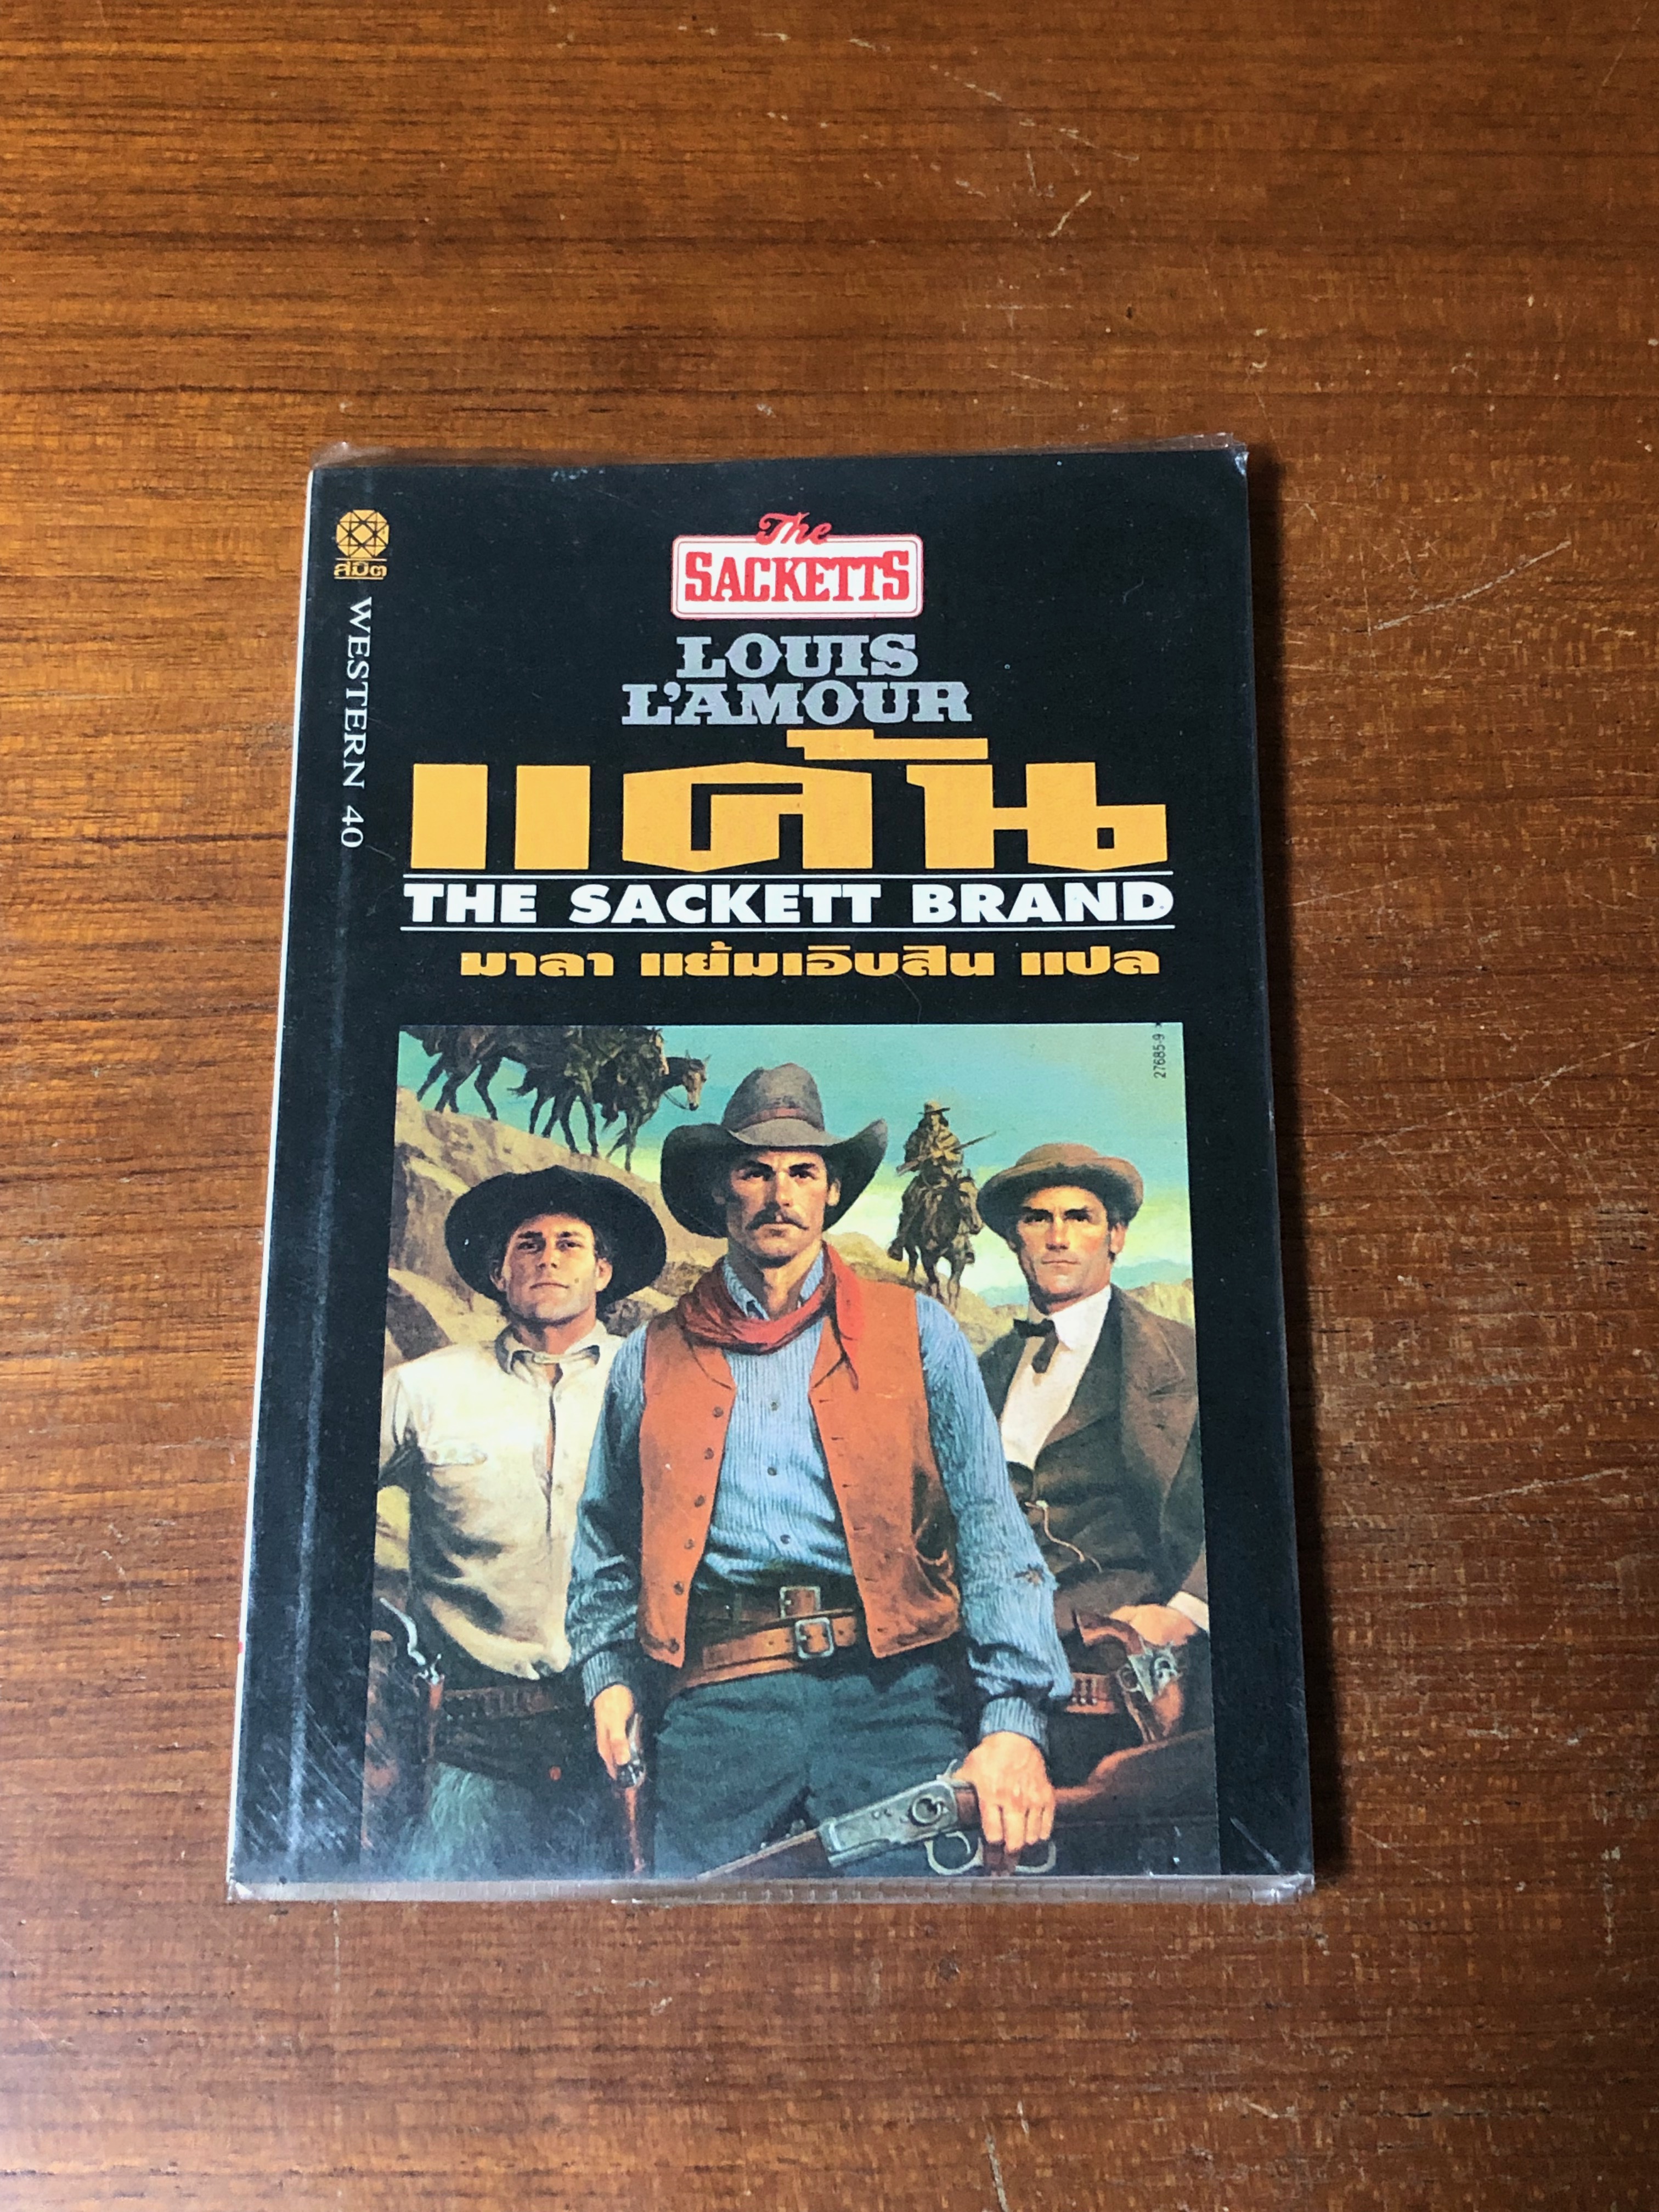 สมิต
WESTERN 40
The
SACKETTS
LOUIS
L'AMOUR
แค้น
THE SACKETT BRAND
มาลา แย้มเอิบสิน แปล
27685-9